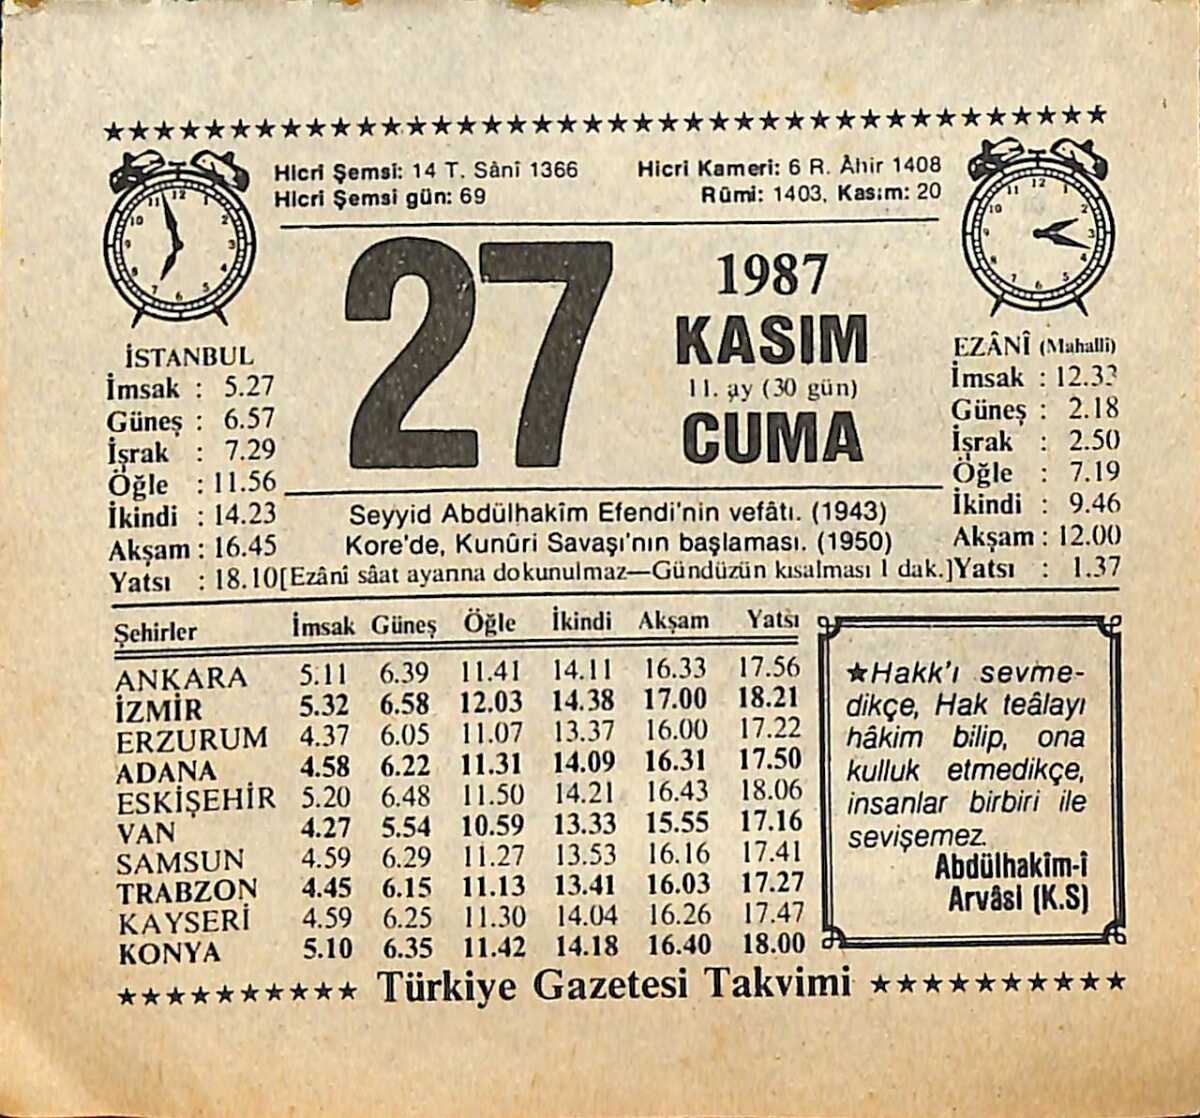 Hicri Şemsi: 14 T. Sâni 1366
Hicri Şemsi gün: 69
Hicri Kameri: 6 R. Âhir 1408
Rûmi: 1403, Kasım: 20
27
1987
KASIM
11. ay (30 gün)
CUMA
İSTANBUL
İmsak : 5.27
Güneş : 6.57
İşrak : 7.29
Öğle : 11.56
İkindi : 14.23
Akşam : 16.45
Yatsı : 18.10
EZÂNÎ (Mahallî)
İmsak : 12.33
Güneş : 2.18
İşrak : 2.50
Öğle : 7.19
İkindi : 9.46
Akşam : 12.00
Yatsı : 1.37
Seyyid Abdülhakîm Efendi'nin vefâtı. (1943)
Kore'de, Kunûri Savaşı'nın başlaması. (1950)
[Ezânî sâat ayarına dokunulmaz—Gündüzün kısalması 1 dak.]
Şehirler İmsak Güneş Öğle İkindi Akşam Yatsı
ANKARA 5.11 6.39 11.41 14.11 16.33 17.56
İZMİR 5.32 6.58 12.03 14.38 17.00 18.21
ERZURUM 4.37 6.05 11.07 13.37 16.00 17.22
ADANA 4.58 6.22 11.31 14.09 16.31 17.50
ESKİŞEHİR 5.20 6.48 11.50 14.21 16.43 18.06
VAN 4.27 5.54 10.59 13.33 15.55 17.16
SAMSUN 4.59 6.29 11.27 13.53 16.16 17.41
TRABZON 4.45 6.15 11.13 13.41 16.03 17.27
KAYSERİ 4.59 6.25 11.30 14.04 16.26 17.47
KONYA 5.10 6.35 11.42 14.18 16.40 18.00
★Hakk'ı sevme-
dikçe, Hak teâlayı
hâkim bilip, ona
kulluk etmedikçe,
insanlar birbiri ile
sevişemez.
Abdülhakîm-î
Arvâsî (K.S)
Türkiye Gazetesi Takvimi